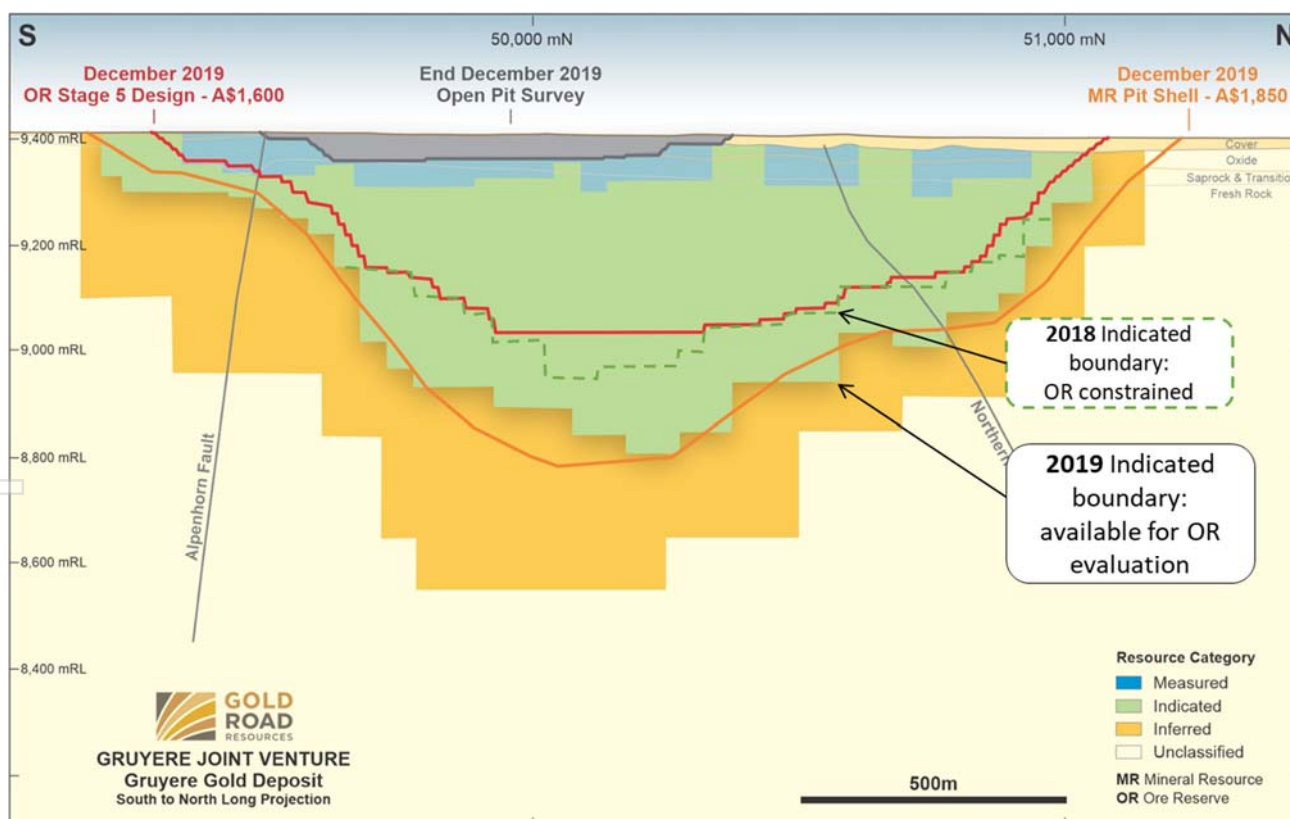 S
50,000 mN
51,000 mN
N
December 2019
OR Stage 5 Design - A$1,600
End December 2019
Open Pit Survey
December 2019
MR Pit Shell - A$1,850
9,400 mRL
Cover
Oxide
Saprock & Transition
Fresh Rock
9,200 mRL
9,000 mRL
2018 Indicated
boundary:
OR constrained
8,800 mRL
Alpenhorn Fault
Northern
2019 Indicated
boundary:
available for OR
evaluation
8,600 mRL
8,400 mRL
GOLD
ROAD
RESOURCES
GRUYERE JOINT VENTURE
Gruyere Gold Deposit
South to North Long Projection
500m
Resource Category
Measured
Indicated
Inferred
Unclassified
MR Mineral Resource
OR Ore Reserve